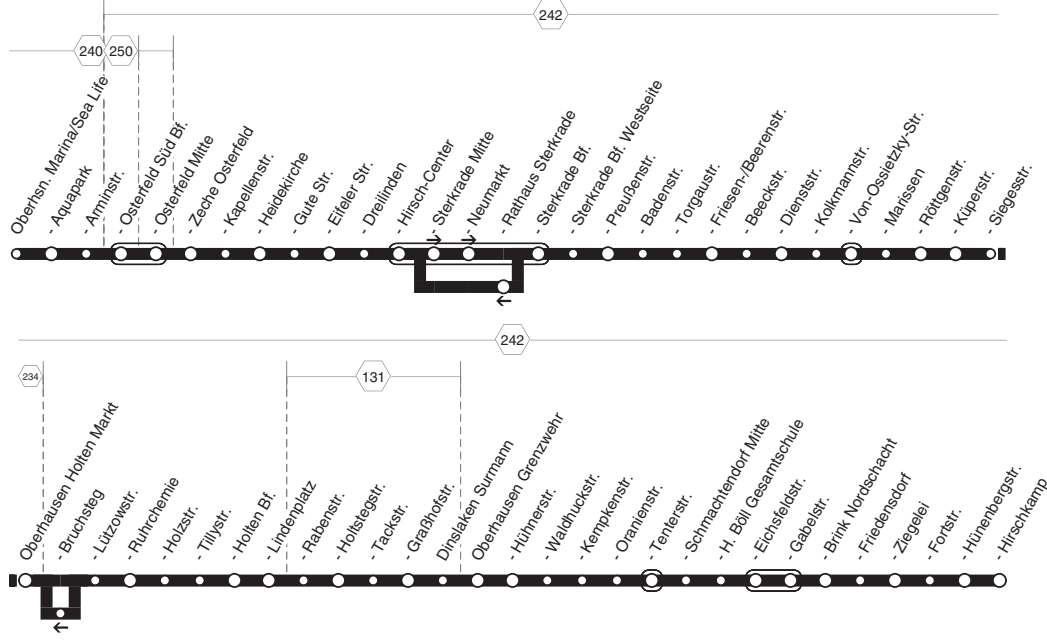 242
240
250
Oberhsn. Marina/Sea Life
- Aquapark
- Arminstr.
- Osterfeld Süd Bf.
- Osterfeld Mitte
- Zeche Osterfeld
- Kapellenstr.
- Heidekirche
- Gute Str.
- Eifeler Str.
- Dreilinden
- Hirsch-Center
- Sterkrade Mitte
- Neumarkt
- Rathaus Sterkrade
- Sterkrade Bf.
- Sterkrade Bf. Westseite
- Preußenstr.
- Badenstr.
- Torgaustr.
- Friesen-/Beerenstr.
- Beeckstr.
- Dienststr.
- Kolkmannstr.
- Von-Ossietzky-Str.
- Marissen
- Röttgenstr.
- Küperstr.
- Siegesstr.
242
234
131
Oberhausen Holten Markt
- Bruchsteg
- Lützowstr.
- Ruhrchemie
- Holzstr.
- Tillystr.
- Holten Bf.
- Lindenplatz
- Rabenstr.
- Holtstegstr.
- Tackstr.
- Graßhofstr.
Dinslaken Surmann
Oberhausen Grenzwehr
- Hühnerstr.
- Waldhuckstr.
- Kempkenstr.
- Oranienstr.
- Tenterstr.
- Schmachtendorf Mitte
- H. Böll Gesamtschule
- Eichsfeldstr.
- Gabelstr.
- Brink Nordschacht
- Friedensdorf
- Ziegelei
- Forststr.
- Hünenbergstr.
- Hirschkamp